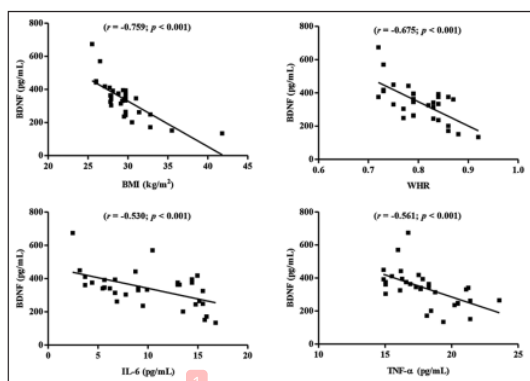 (r = -0.759; p < 0.001)
800
600
400
200
0
25 30 35 40 45
BDNF (pg/mL)
BMI (kg/m²)
(r = -0.675; p < 0.001)
800
600
400
200
0
0.6 0.7 0.8 0.9 1.0
BDNF (pg/mL)
WHR
(r = -0.530; p < 0.001)
800
600
400
200
0
0 5 10 15 20
BDNF (pg/mL)
IL-6 (pg/mL)
(r = -0.561; p < 0.001)
800
600
400
200
0
10 15 20 25
BDNF (pg/mL)
TNF-α (pg/mL)
1